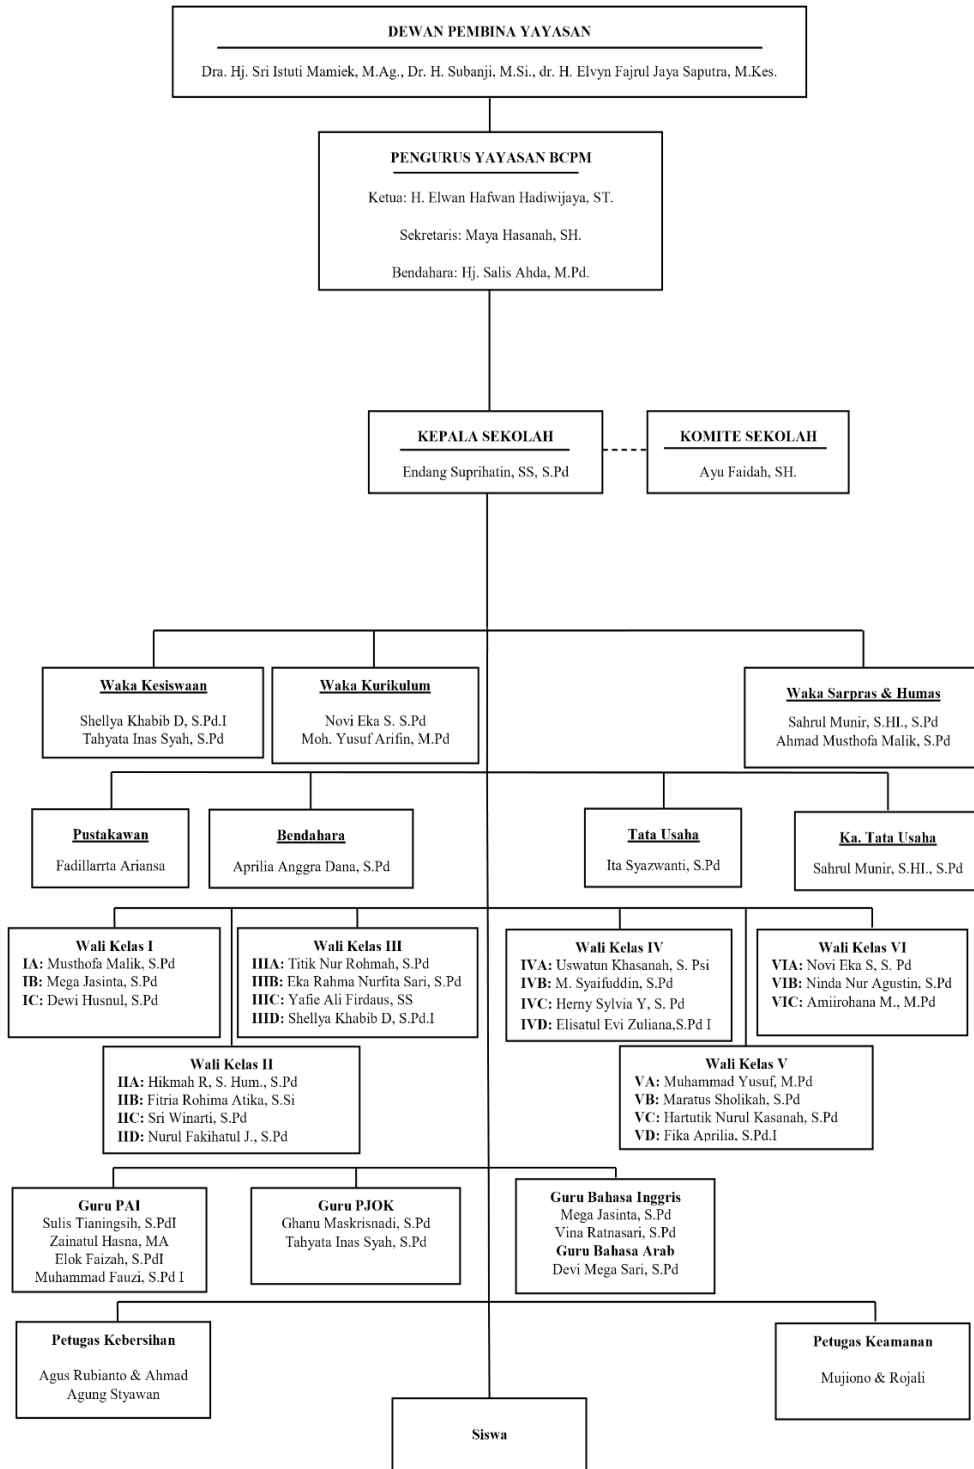 DEWAN PEMBINA YAYASAN
Dra. Hj. Sri Istuti Mamiek, M.Ag., Dr. H. Subanji, M.Si., dr. H. Elvyn Fajrul Jaya Saputra, M.Kes.
PENGURUS YAYASAN BCPM
Ketua: H. Elwan Hafwan Hadiwijaya, ST.
Sekretaris: Maya Hasanah, SH.
Bendahara: Hj. Salis Ahda, M.Pd.
KEPALA SEKOLAH
Endang Suprihatin, SS, S.Pd
KOMITE SEKOLAH
Ayu Faidah, SH.
Waka Kesiswaan
Shellya Khabib D, S.Pd.I
Tahyata Inas Syah, S.Pd
Waka Kurikulum
Novi Eka S. S.Pd
Moh. Yusuf Arifin, M.Pd
Waka Sarpras & Humas
Sahrul Munir, S.HI., S.Pd
Ahmad Musthofa Malik, S.Pd
Pustakawan
Fadillarrta Ariansa
Bendahara
Aprilia Anggra Dana, S.Pd
Tata Usaha
Ita Syazwanti, S.Pd
Ka. Tata Usaha
Sahrul Munir, S.HI., S.Pd
Wali Kelas I
IA: Musthofa Malik, S.Pd
IB: Mega Jasinta, S.Pd
IC: Dewi Husnul, S.Pd
Wali Kelas III
IIIA: Titik Nur Rohmah, S.Pd
IIIB: Eka Rahma Nurfita Sari, S.Pd
IIIC: Yafie Ali Firdaus, SS
IIID: Shellya Khabib D, S.Pd.I
Wali Kelas IV
IVA: Uswatun Khasanah, S. Psi
IVB: M. Syaifuddin, S.Pd
IVC: Herny Sylvia Y, S. Pd
IVD: Elisatul Evi Zuliana,S.Pd I
Wali Kelas VI
VIA: Novi Eka S, S. Pd
VIB: Ninda Nur Agustin, S.Pd
VIC: Amiirohana M., M.Pd
Wali Kelas II
IIA: Hikmah R, S. Hum., S.Pd
IIB: Fitria Rohima Atika, S.Si
IIC: Sri Winarti, S.Pd
IID: Nurul Fakihatul J., S.Pd
Wali Kelas V
VA: Muhammad Yusuf, M.Pd
VB: Maratus Sholikah, S.Pd
VC: Hartutik Nurul Kasanah, S.Pd
VD: Fika Aprilia, S.Pd.I
Guru PAI
Sulis Tianingsih, S.PdI
Zainatul Hasna, MA
Elok Faizah, S.PdI
Muhammad Fauzi, S.Pd I
Guru PJOK
Ghanu Maskrisnadi, S.Pd
Tahyata Inas Syah, S.Pd
Guru Bahasa Inggris
Mega Jasinta, S.Pd
Vina Ratnasari, S.Pd
Guru Bahasa Arab
Devi Mega Sari, S.Pd
Petugas Kebersihan
Agus Rubianto & Ahmad
Agung Styawan
Petugas Keamanan
Mujiono & Rojali
Siswa